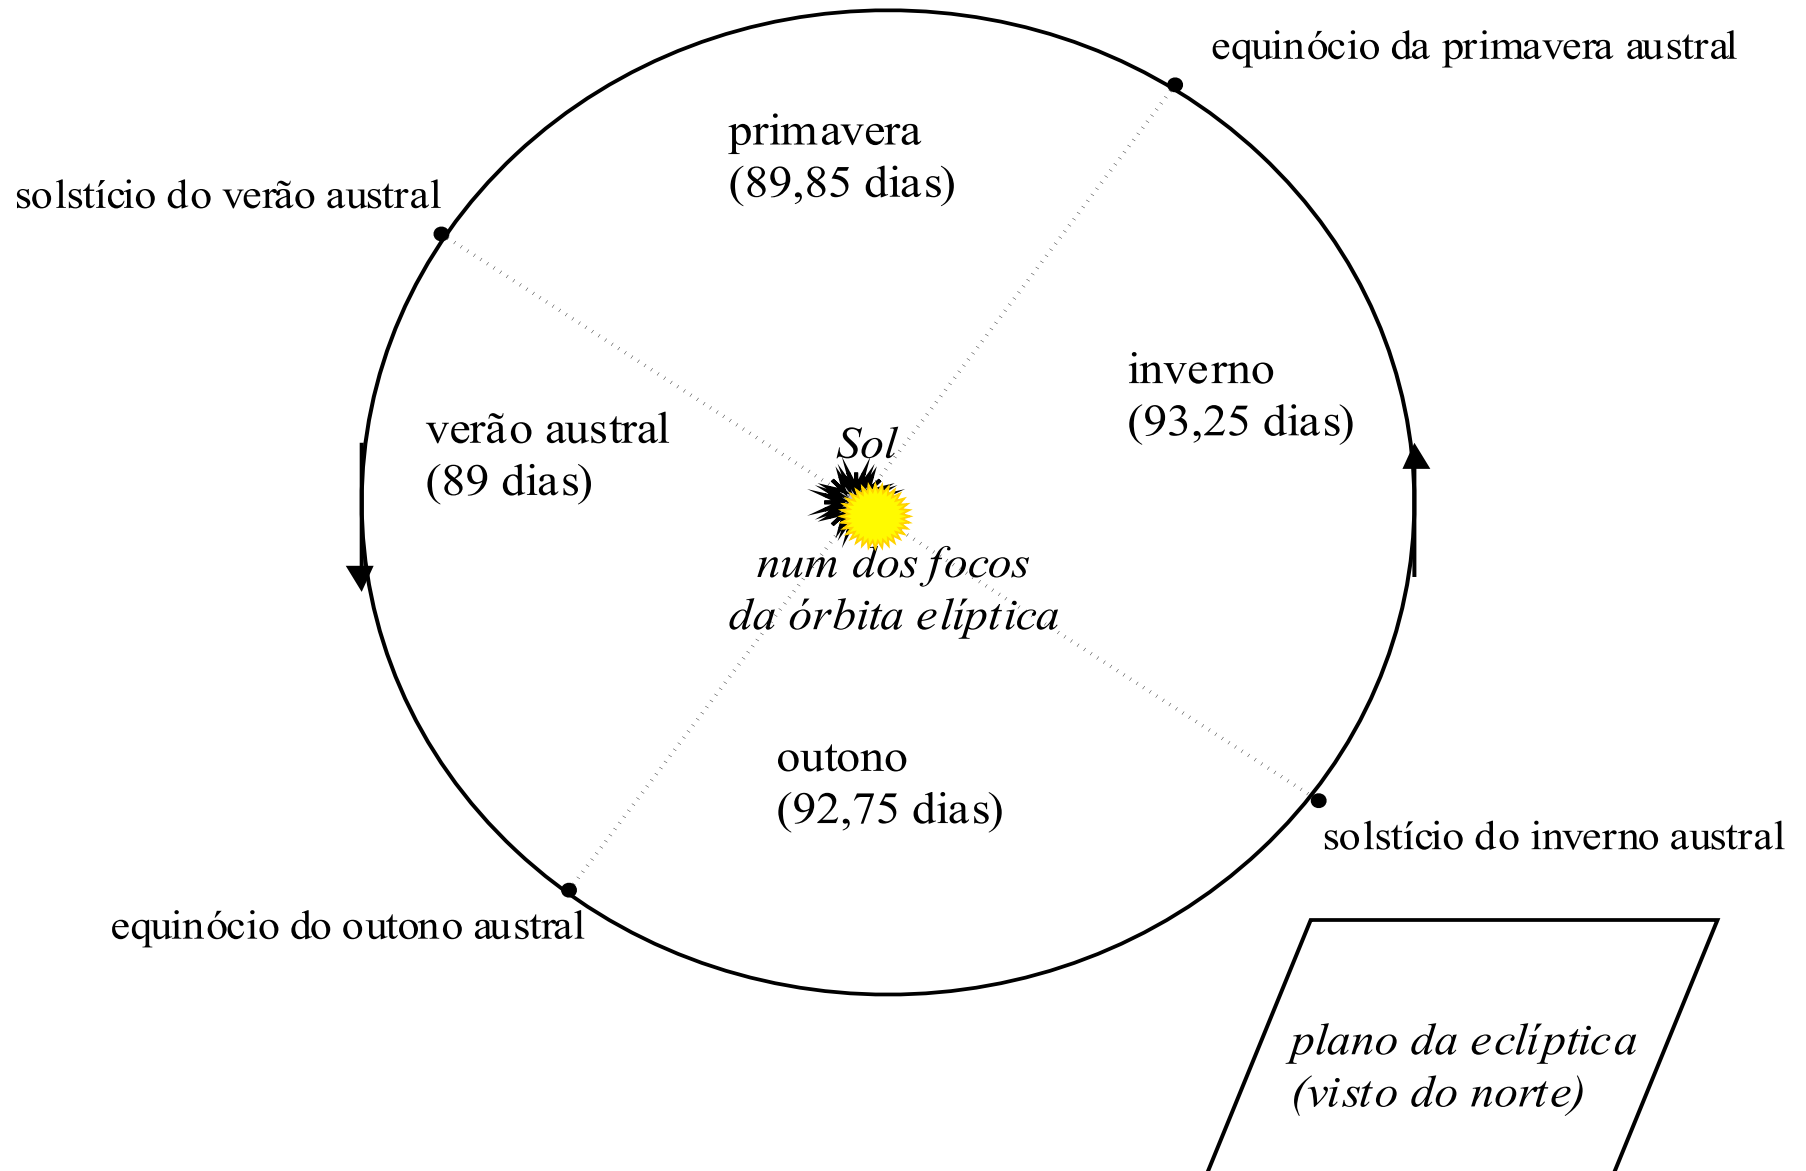 equinócio da primavera austral
primavera
(89,85 dias)
solstício do verão austral
inverno
(93,25 dias)
verão austral
(89 dias)
Sol
num dos focos
da órbita elíptica
outono
(92,75 dias)
solstício do inverno austral
equinócio do outono austral
plano da eclíptica
(visto do norte)